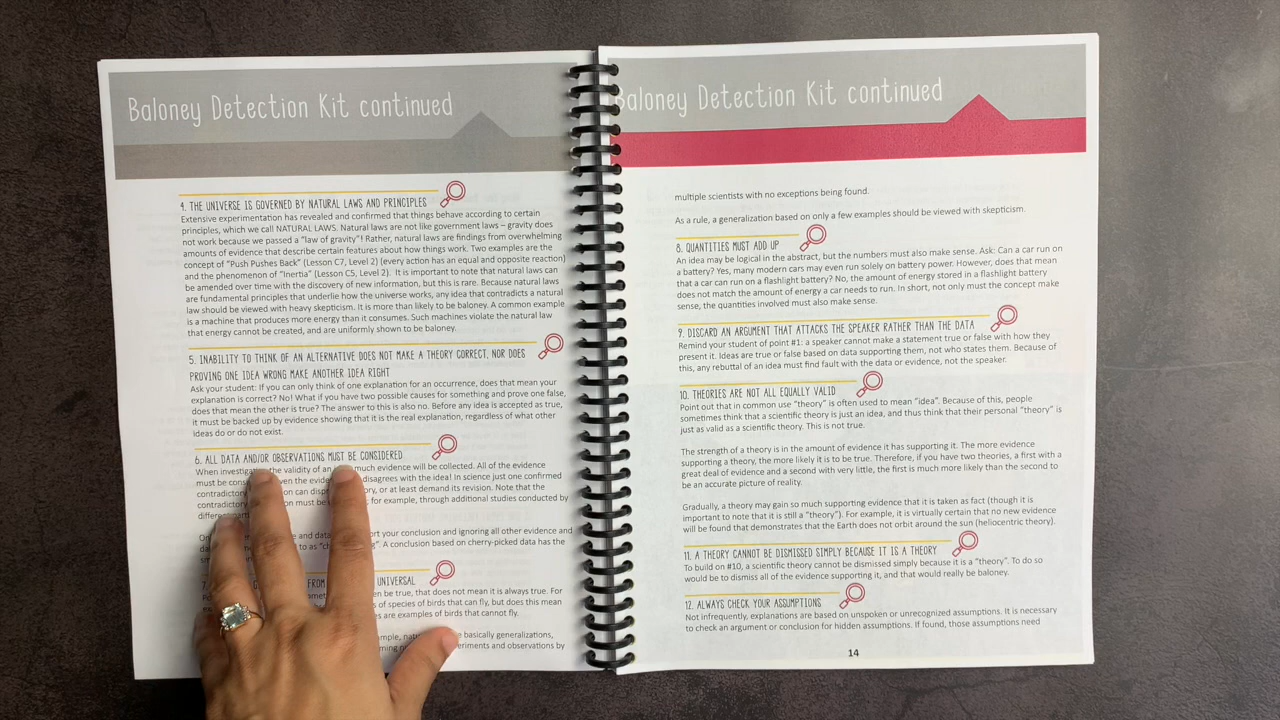 Baloney Detection Kit continued
4. THE UNIVERSE IS GOVERNED BY NATURAL LAWS AND PRINCIPLES
Extensive experimentation has revealed and confirmed that things behave according to certain
principles, which we call NATURAL LAWS. Natural laws are not like government laws – gravity does
not work because we passed a "law of gravity"! Rather, natural laws are findings from overwhelming
amounts of evidence that describe certain features about how things work. Two examples are the
concept of "Push Pushes Back" (Lesson C7, Level 2) (every action has an equal and opposite reaction)
and the phenomenon of "Inertia" (Lesson C5, Level 2). It is important to note that natural laws can
be amended over time with the discovery of new information, but this is rare. Because natural laws
are fundamental principles that underlie how the universe works, any idea that contradicts a natural
law should be viewed with heavy skepticism. It is more than likely to be baloney. A common example
is a machine that produces more energy than it consumes. Such machines violate the natural law
that energy cannot be created, and are uniformly shown to be baloney.
5. INABILITY TO THINK OF AN ALTERNATIVE DOES NOT MAKE A THEORY CORRECT, NOR DOES
PROVING ONE IDEA WRONG MAKE ANOTHER IDEA RIGHT
Ask your student: If you can only think of one explanation for an occurrence, does that mean your
explanation is correct? No! What if you have two possible causes for something and prove one false,
does that mean the other is true? The answer to this is also no. Before any idea is accepted as true,
it must be backed up by evidence showing that it is the real explanation, regardless of what other
ideas do or do not exist.
6. ALL DATA AND/OR OBSERVATIONS MUST BE CONSIDERED
When the validity of an much evidence will be collected. All of the evidence
must be the disagrees with the idea! In science just one confirmed
contradictory can or at least demand its revision. Note that the
contradictory must be for example, through additional studies conducted by
and data your conclusion and ignoring all other evidence and
to as A conclusion based on cherry-picked data has the
7. FROM UNIVERSAL
be true, that does not mean it is always true. For
of species of birds that can fly, but does this mean
are examples of birds that cannot fly.
basically generalizations,
and observations by
Baloney Detection Kit continued
multiple scientists with no exceptions being found.
As a rule, a generalization based on only a few examples should be viewed with skepticism.
8. QUANTITIES MUST ADD UP
An idea may be logical in the abstract, but the numbers must also make sense. Ask: Can a car run on
a battery? Yes, many modern cars may even run solely on battery power. However, does that mean
that a car can run on a flashlight battery? No, the amount of energy stored in a flashlight battery
does not match the amount of energy a car needs to run. In short, not only must the concept make
sense, the quantities involved must also make sense.
9. DISCARD AN ARGUMENT THAT ATTACKS THE SPEAKER RATHER THAN THE DATA
Remind your student of point #1: a speaker cannot make a statement true or false with how they
present it. Ideas are true or false based on data supporting them, not who states them. Because of
this, any rebuttal of an idea must find fault with the data or evidence, not the speaker.
10. THEORIES ARE NOT ALL EQUALLY VALID
Point out that in common use "theory" is often used to mean "idea". Because of this, people
sometimes think that a scientific theory is just an idea, and thus think that their personal "theory" is
just as valid as a scientific theory. This is not true.
The strength of a theory is in the amount of evidence it has supporting it. The more evidence
supporting a theory, the more likely it is to be true. Therefore, if you have two theories, a first with a
great deal of evidence and a second with very little, the first is much more likely than the second to
be an accurate picture of reality.
Gradually, a theory may gain so much supporting evidence that it is taken as fact (though it is
important to note that it is still a "theory"). For example, it is virtually certain that no new evidence
will be found that demonstrates that the Earth does not orbit around the sun (heliocentric theory).
11. A THEORY CANNOT BE DISMISSED SIMPLY BECAUSE IT IS A THEORY
To build on #10, a scientific theory cannot be dismissed simply because it is a "theory". To do so
would be to dismiss all of the evidence supporting it, and that would really be baloney.
12. ALWAYS CHECK YOUR ASSUMPTIONS
Not infrequently, explanations are based on unspoken or unrecognized assumptions. It is necessary
to check an argument or conclusion for hidden assumptions. If found, those assumptions need
14